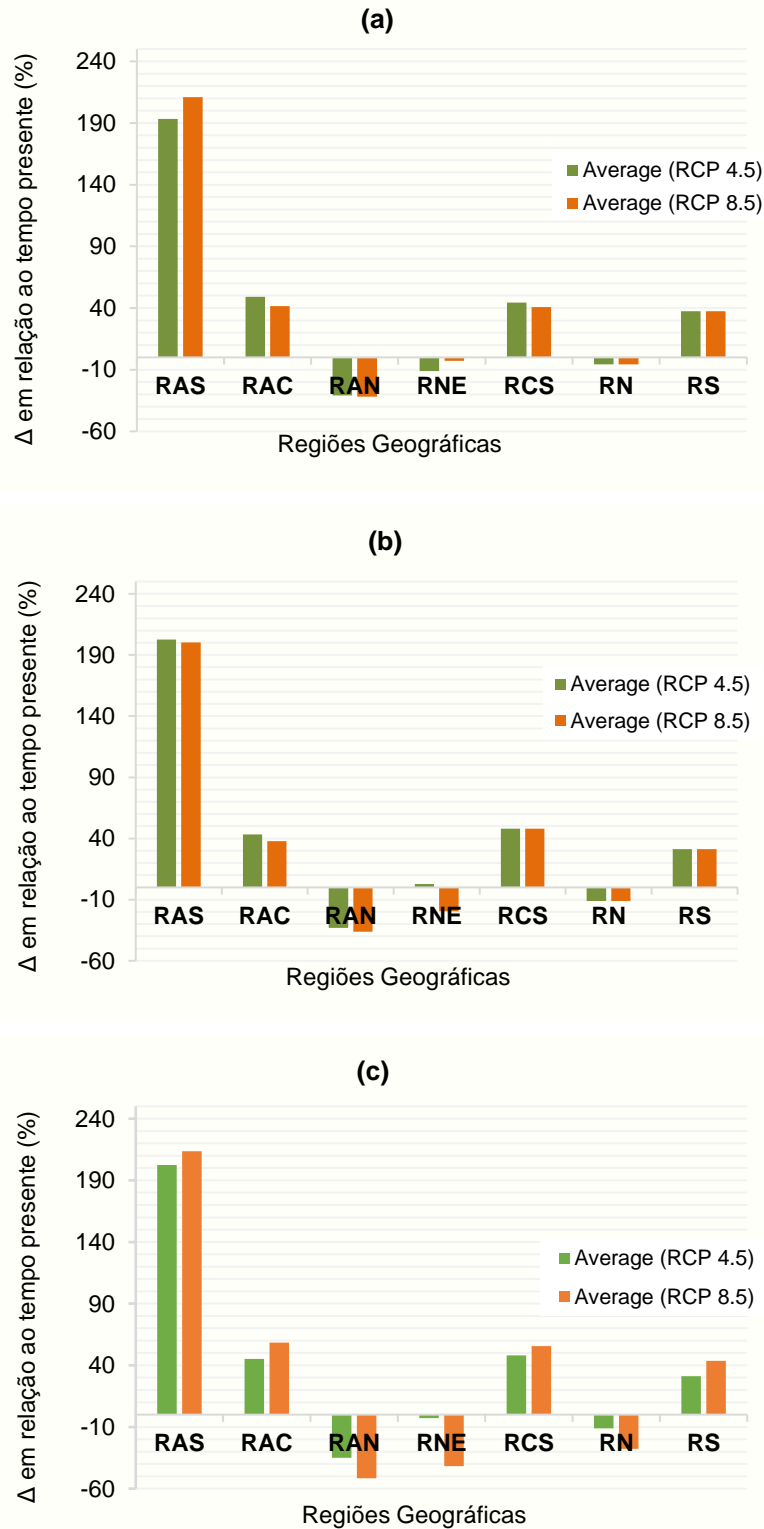 (a)
Δ em relação ao tempo presente (%)
240
190
140
90
40
-10
-60
Average (RCP 4.5)
Average (RCP 8.5)
RAS RAC RAN RNE RCS RN RS
Regiões Geográficas
(b)
Δ em relação ao tempo presente (%)
240
190
140
90
40
-10
-60
Average (RCP 4.5)
Average (RCP 8.5)
RAS RAC RAN RNE RCS RN RS
Regiões Geográficas
(c)
Δ em relação ao tempo presente (%)
240
190
140
90
40
-10
-60
Average (RCP 4.5)
Average (RCP 8.5)
RAS RAC RAN RNE RCS RN RS
Regiões Geográficas